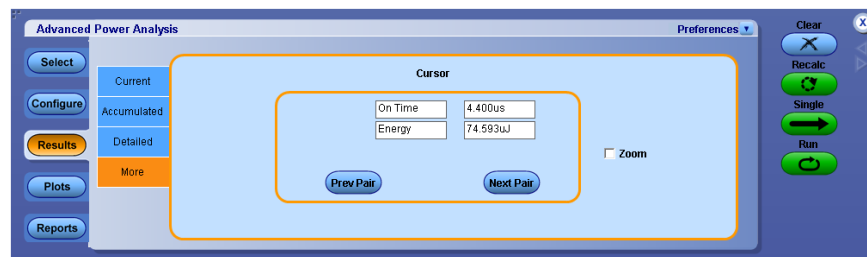 Advanced Power Analysis
Preferences
Clear
X
Select
Recalc
Current
Cursor
Configure
Accumulated
On Time 4.400us
Single
Energy 74.593uJ
Results
Detailed
Zoom
Run
More
Plots
Prev Pair
Next Pair
Reports